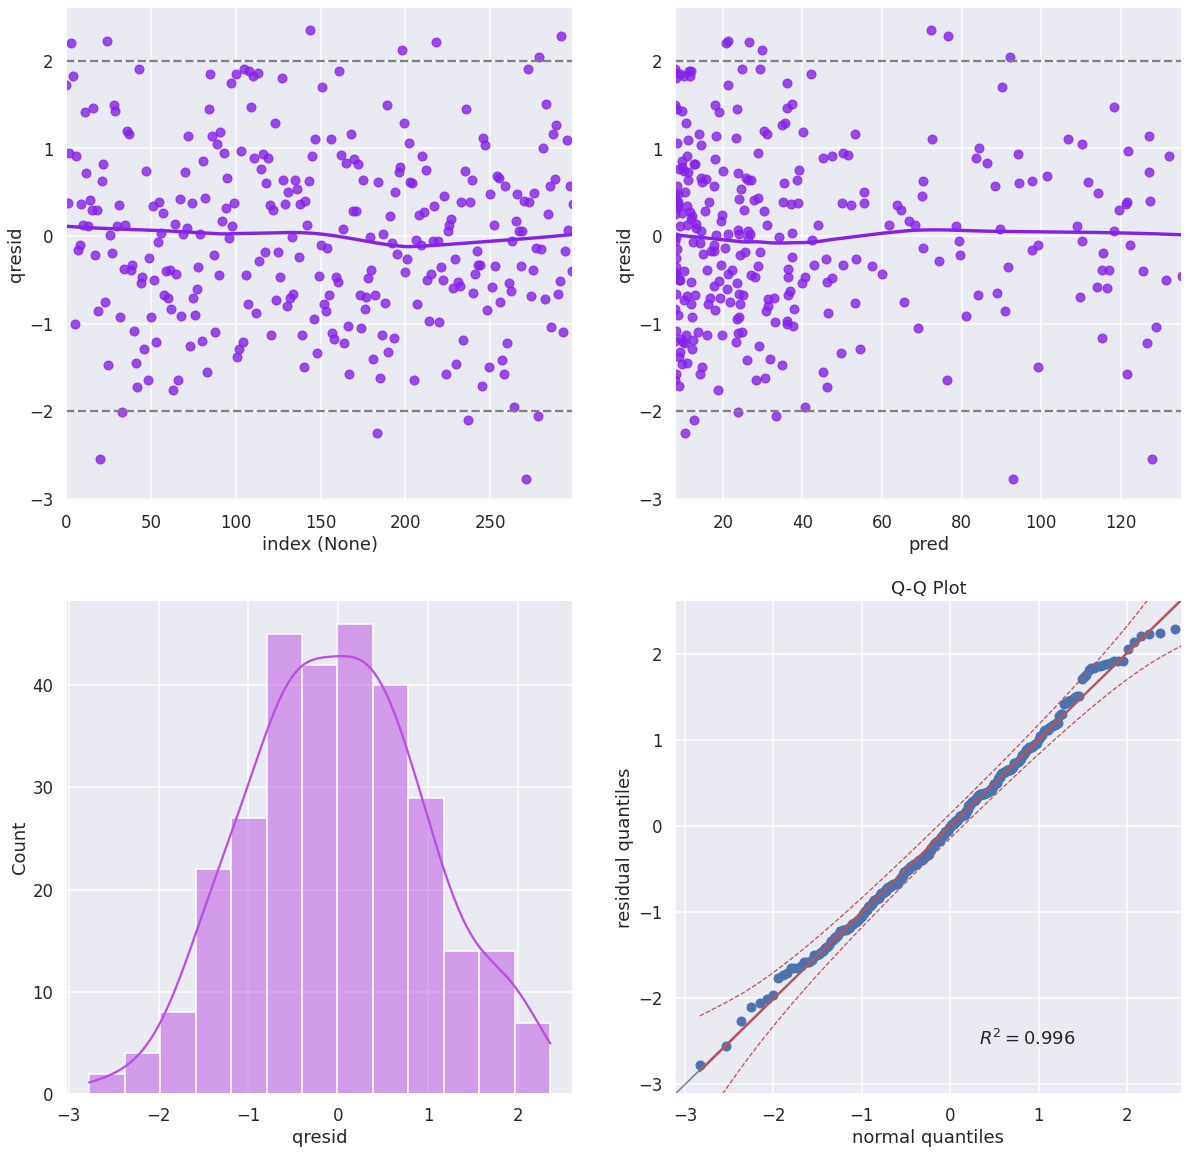 2
1
0
−1
−2
−3
qresid
0 50 100 150 200 250
index (None)
2
1
0
−1
−2
−3
qresid
20 40 60 80 100 120
pred
40
30
20
10
0
Count
−3 −2 −1 0 1 2
qresid
Q-Q Plot
2
1
0
−1
−2
−3
residual quantiles
R² = 0.996
−3 −2 −1 0 1 2
normal quantiles